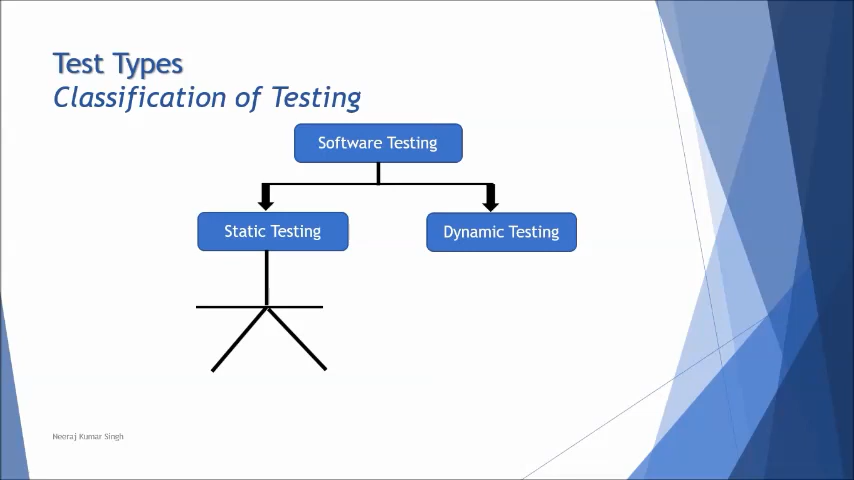 Test Types
Classification of Testing
Software Testing
Static Testing
Dynamic Testing
Neeraj Kumar Singh